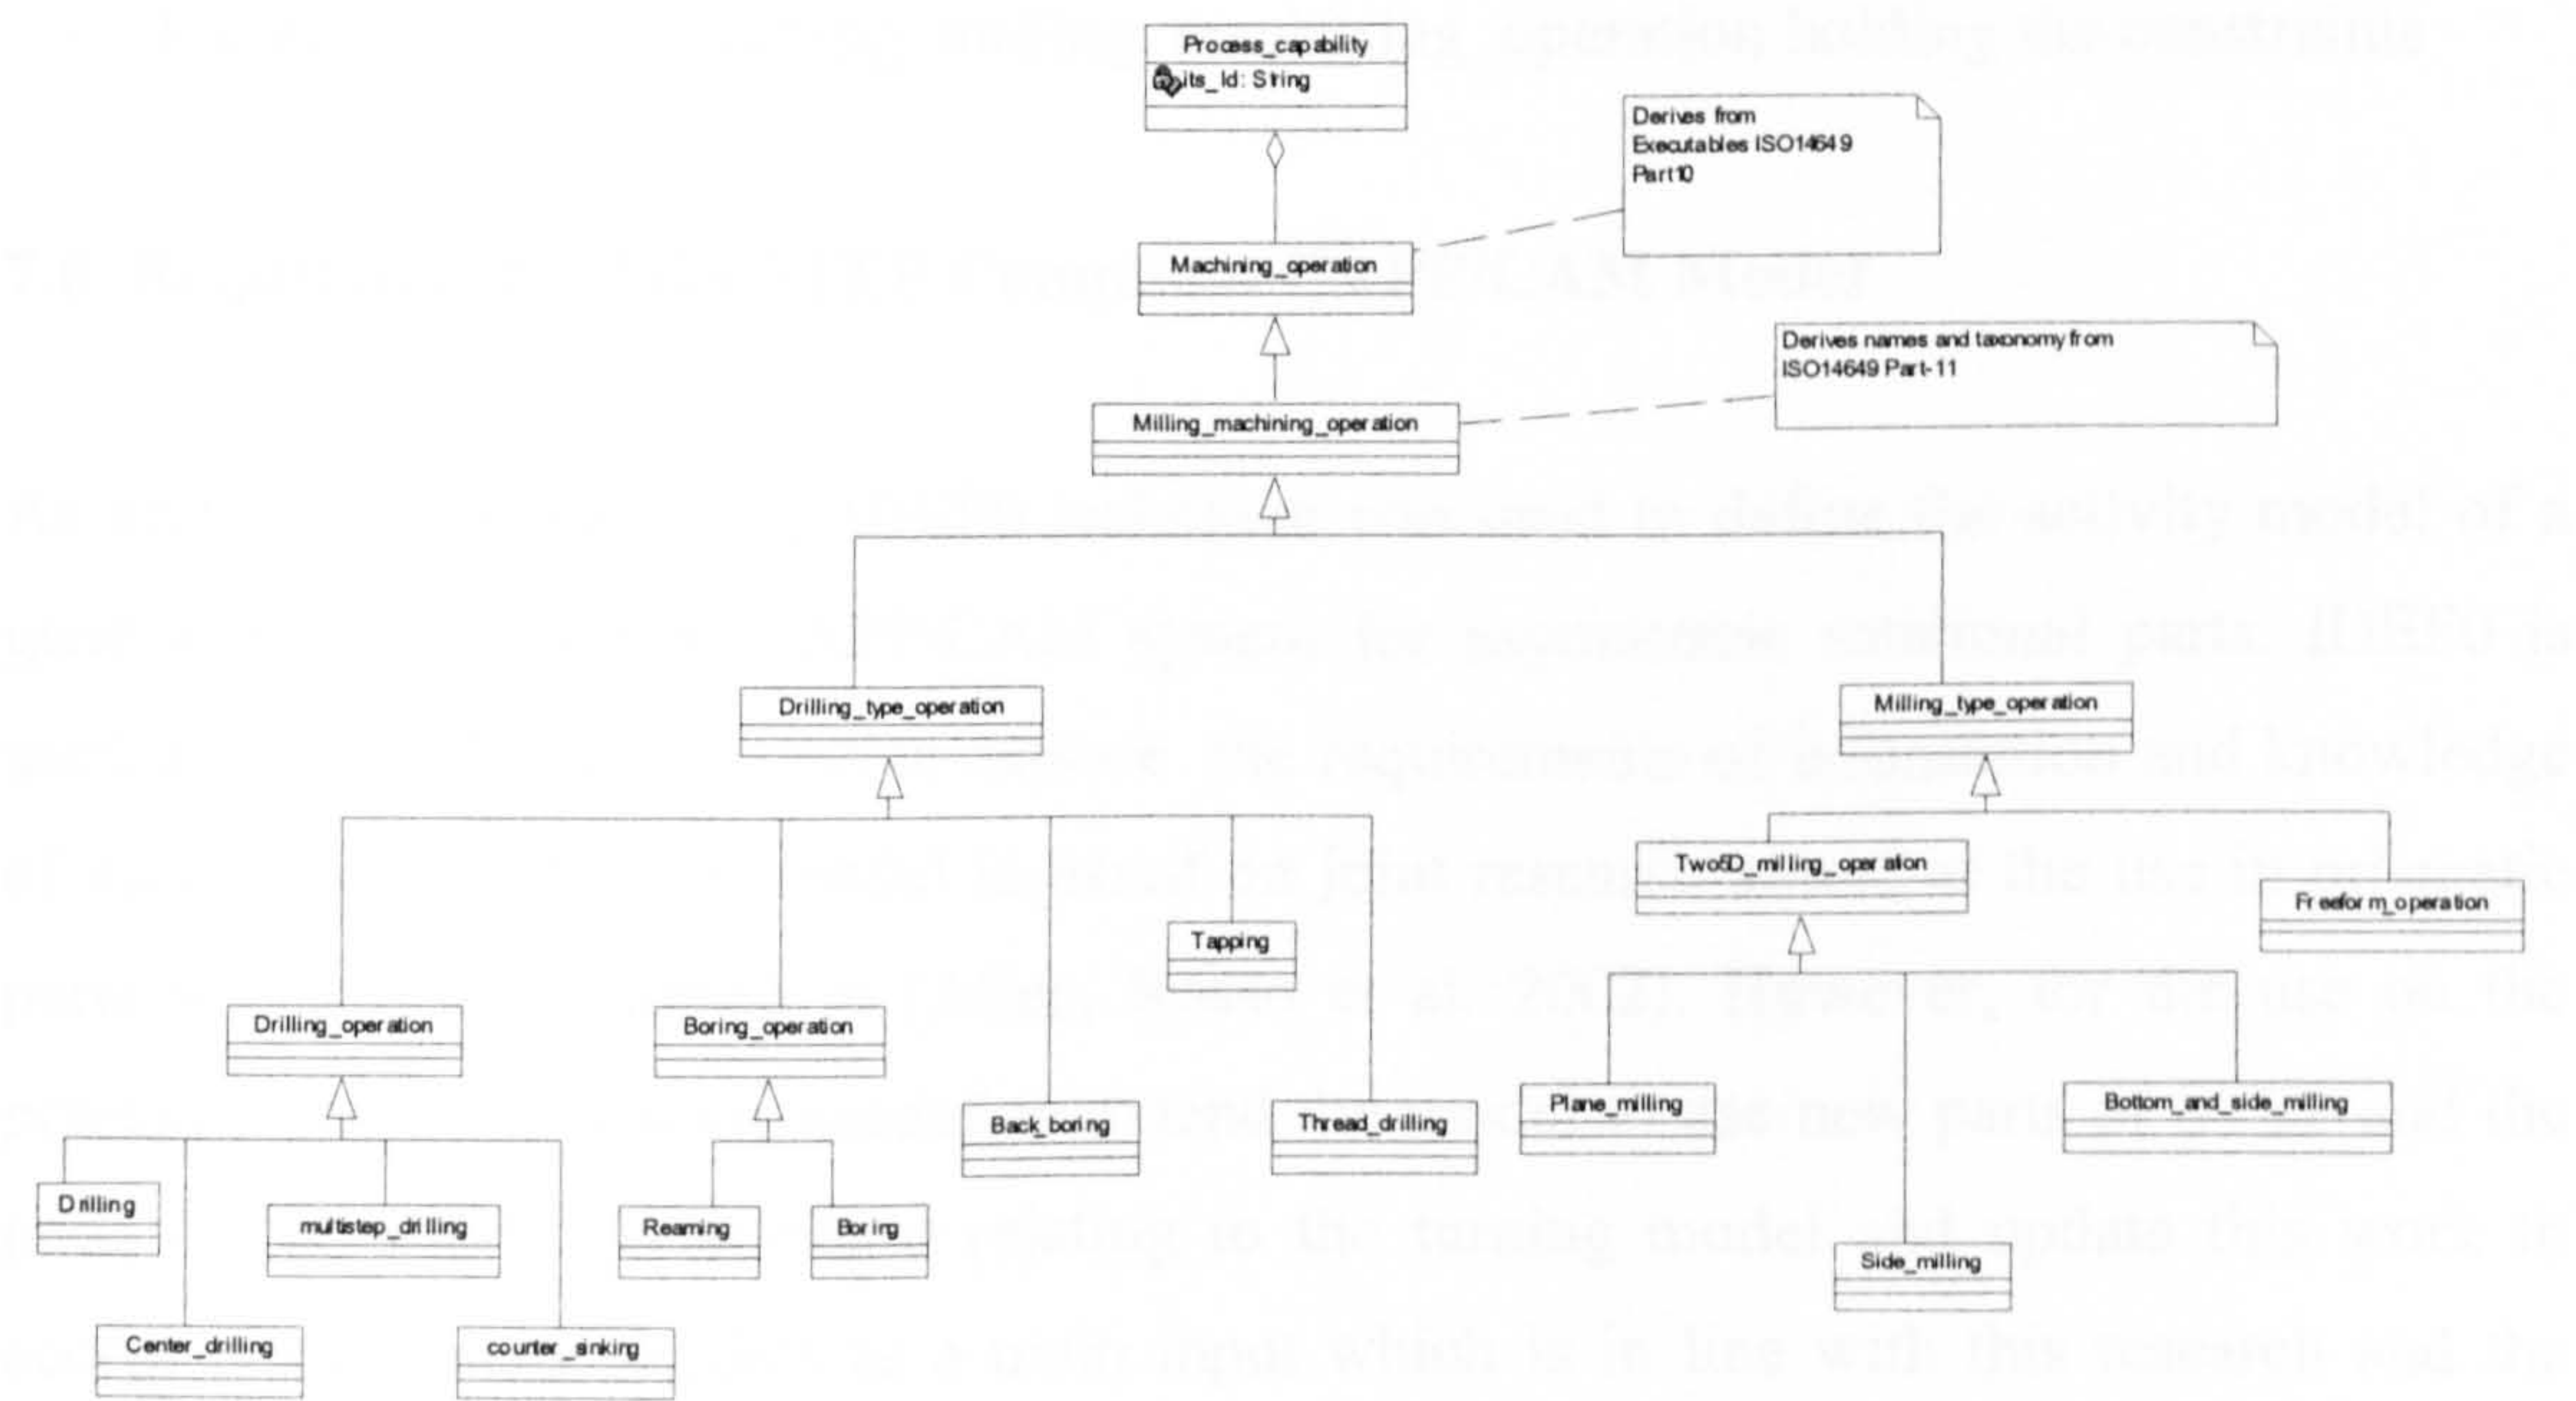 Process_capability
its_Id: String
Derives from
Executables ISO14649
Part10
Machining_operation
Derives names and taxonomy from
ISO14649 Part-11
Milling_machining_operation
Drilling_type_operation
Milling_type_operation
Two5D_milling_operation
Freeform_operation
Tapping
Drilling_operation
Boring_operation
Back_boring
Thread_drilling
Plane_milling
Bottom_and_side_milling
Drilling
multistep_drilling
Reaming
Boring
Side_milling
Center_drilling
counter_sinking